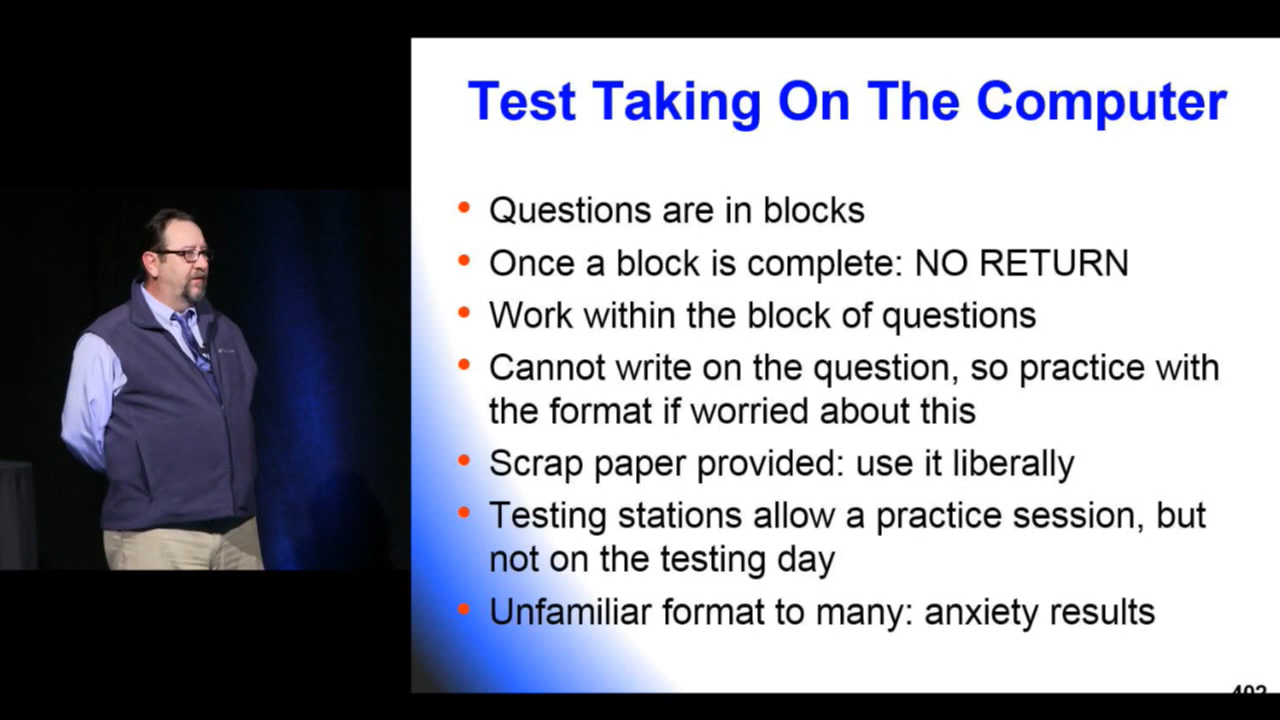 Test Taking On The Computer
• Questions are in blocks
• Once a block is complete: NO RETURN
• Work within the block of questions
• Cannot write on the question, so practice with
the format if worried about this
• Scrap paper provided: use it liberally
• Testing stations allow a practice session, but
not on the testing day
• Unfamiliar format to many: anxiety results